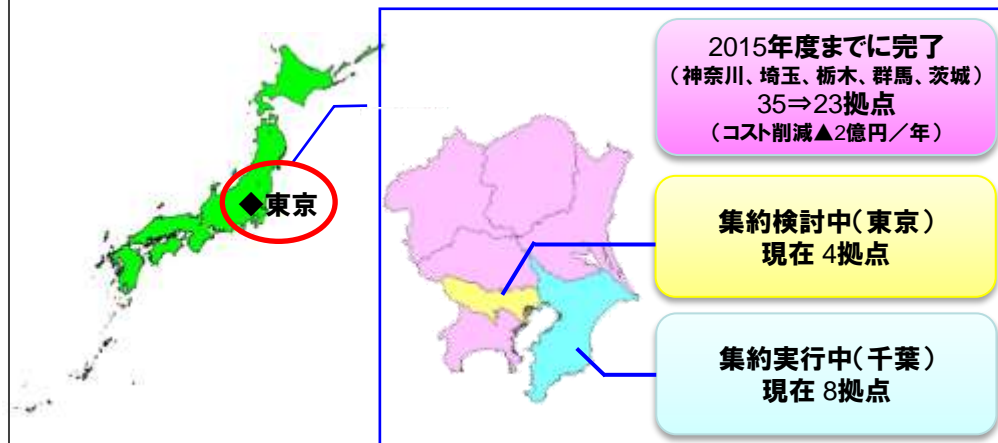 ◆東京
2015年度までに完了
（神奈川、埼玉、栃木、群馬、茨城）
35⇒23拠点
（コスト削減▲2億円／年）
集約検討中（東京）
現在 4拠点
集約実行中（千葉）
現在 8拠点